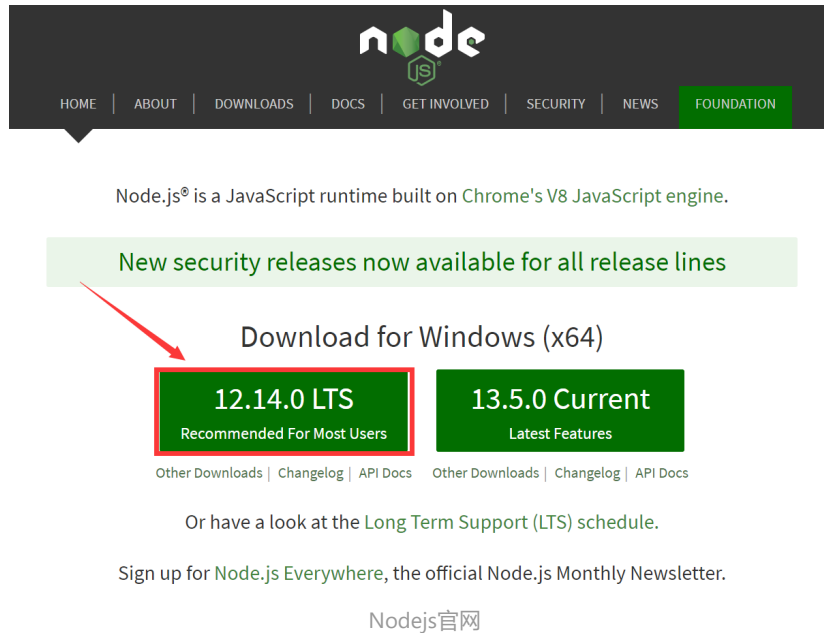 node
JS®
HOME | ABOUT | DOWNLOADS | DOCS | GET INVOLVED | SECURITY | NEWS FOUNDATION
Node.js® is a JavaScript runtime built on Chrome's V8 JavaScript engine.
New security releases now available for all release lines
Download for Windows (x64)
12.14.0 LTS 13.5.0 Current
Recommended For Most Users Latest Features
Other Downloads | Changelog | API Docs Other Downloads | Changelog | API Docs
Or have a look at the Long Term Support (LTS) schedule.
Sign up for Node.js Everywhere, the official Node.js Monthly Newsletter.
Nodejs官网